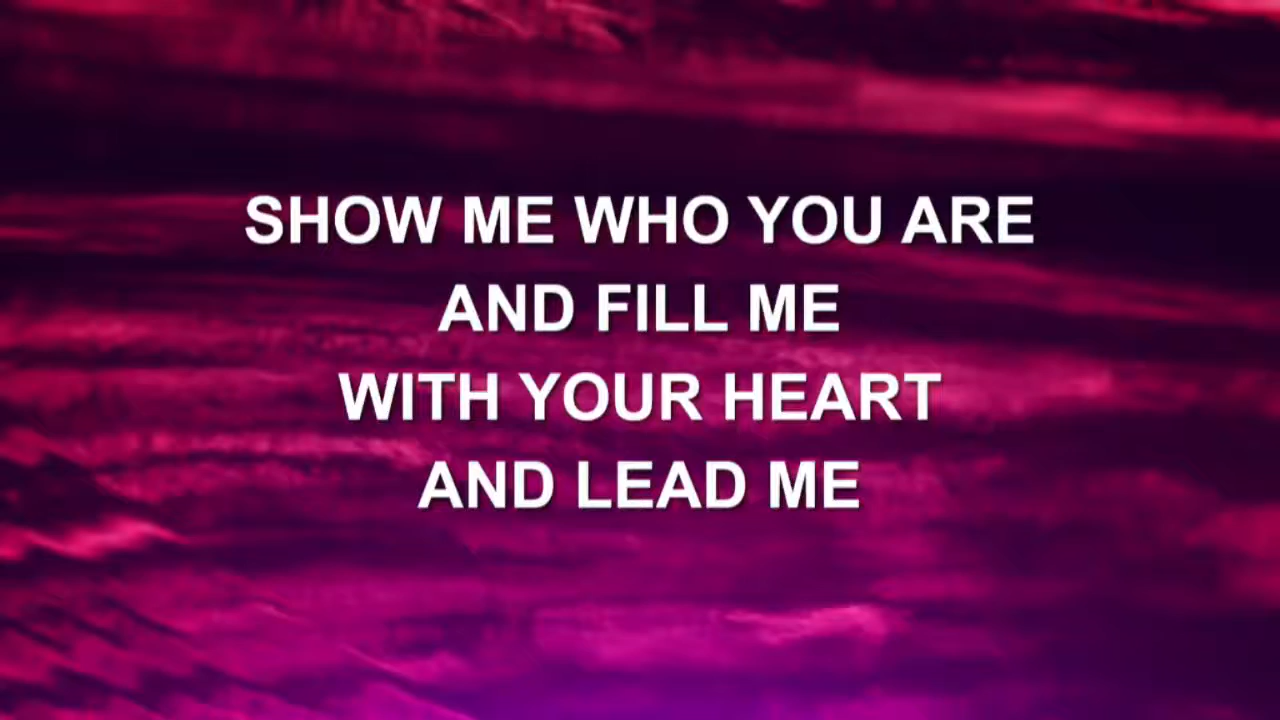 SHOW ME WHO YOU ARE
AND FILL ME
WITH YOUR HEART
AND LEAD ME